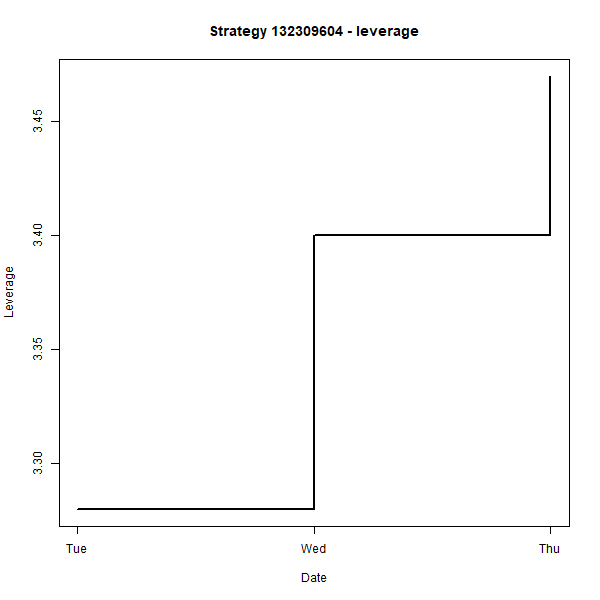 Strategy 132309604 - leverage
Leverage
3.45
3.40
3.35
3.30
Tue Wed Thu
Date